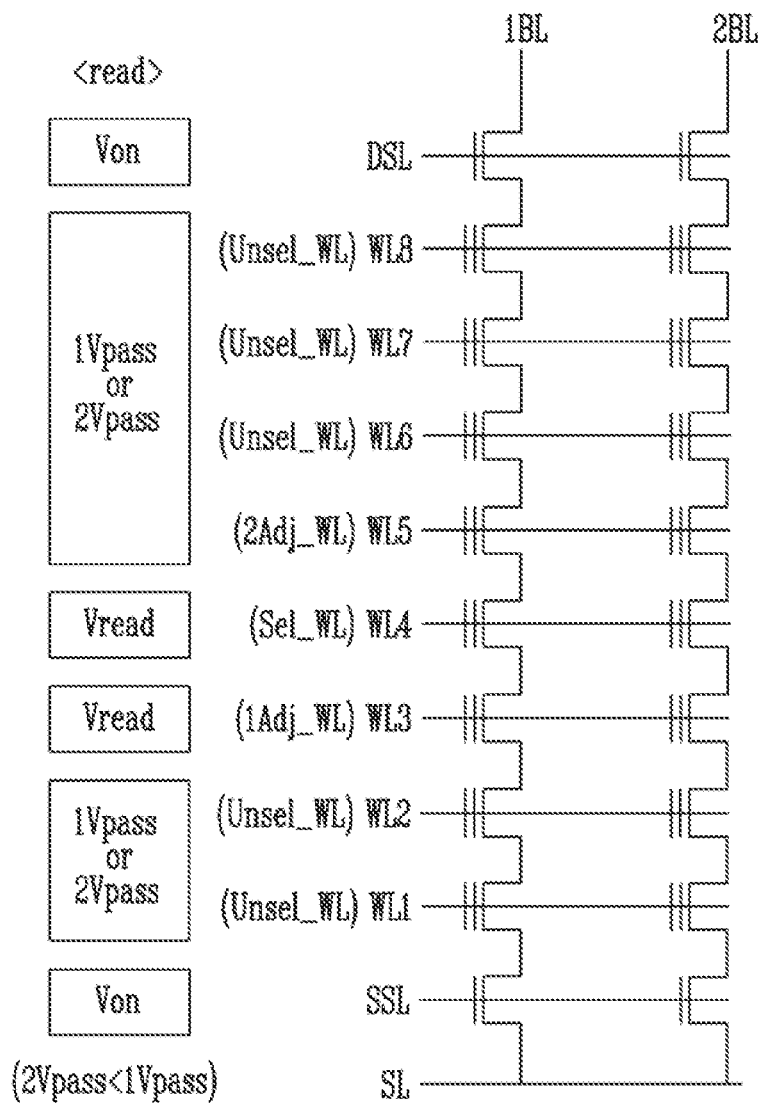 1BL 2BL
<read>
Von DSL
(Unsel_WL) WL8
1Vpass
or
2Vpass
(Unsel_WL) WL7
(Unsel_WL) WL6
(2Adj_WL) WL5
Vread (Sel_WL) WL4
Vread (1Adj_WL) WL3
1Vpass
or
2Vpass
(Unsel_WL) WL2
(Unsel_WL) WL1
Von SSL
(2Vpass<1Vpass) SL